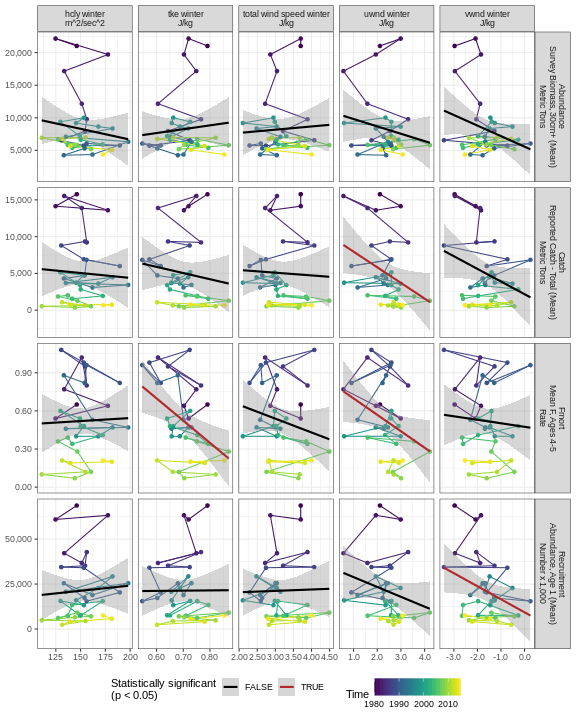 hdly winter
m^2/sec^2
tke winter
J/kg
total wind speed winter
J/kg
uwnd winter
J/kg
vwnd winter
J/kg
20,000
15,000
10,000
5,000
Abundance
Survey Biomass, 30cm+ (Mean)
Metric Tons
15,000
10,000
5,000
0
Catch
Reported Catch - Total (Mean)
Metric Tons
0.90
0.60
0.30
0.00
Fmort
Mean F, Ages 4-5
Rate
50,000
25,000
0
Recruitment
Abundance, Age 1 (Mean)
Number x 1,000
125 150 175 200
0.60 0.70 0.80
2.00 2.50 3.00 3.50 4.00 4.50
1.0 2.0 3.0 4.0
-3.0 -2.0 -1.0 0.0
Statistically significant
(p < 0.05)
FALSE
TRUE
Time
1980 1990 2000 2010